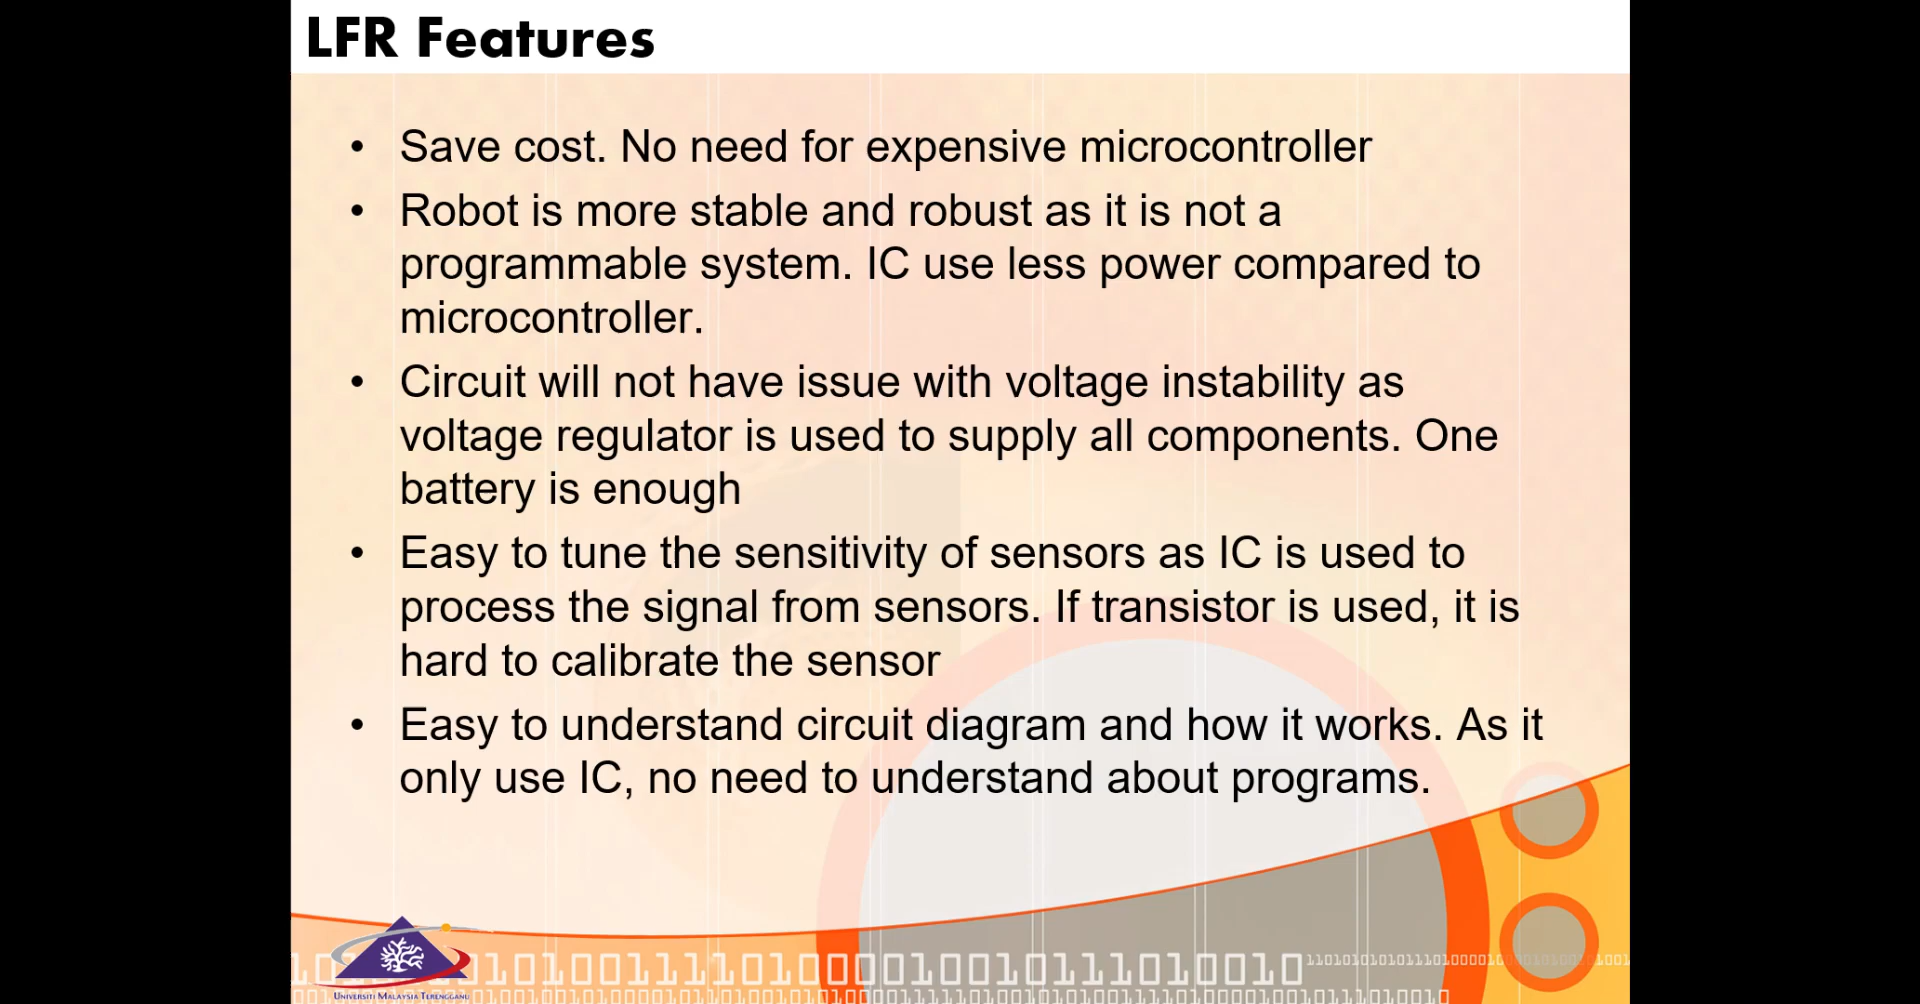 LFR Features
• Save cost. No need for expensive microcontroller
• Robot is more stable and robust as it is not a
programmable system. IC use less power compared to
microcontroller.
• Circuit will not have issue with voltage instability as
voltage regulator is used to supply all components. One
battery is enough
• Easy to tune the sensitivity of sensors as IC is used to
process the signal from sensors. If transistor is used, it is
hard to calibrate the sensor
• Easy to understand circuit diagram and how it works. As it
only use IC, no need to understand about programs.
UNIVERSITI MALAYSIA TERENGGANU